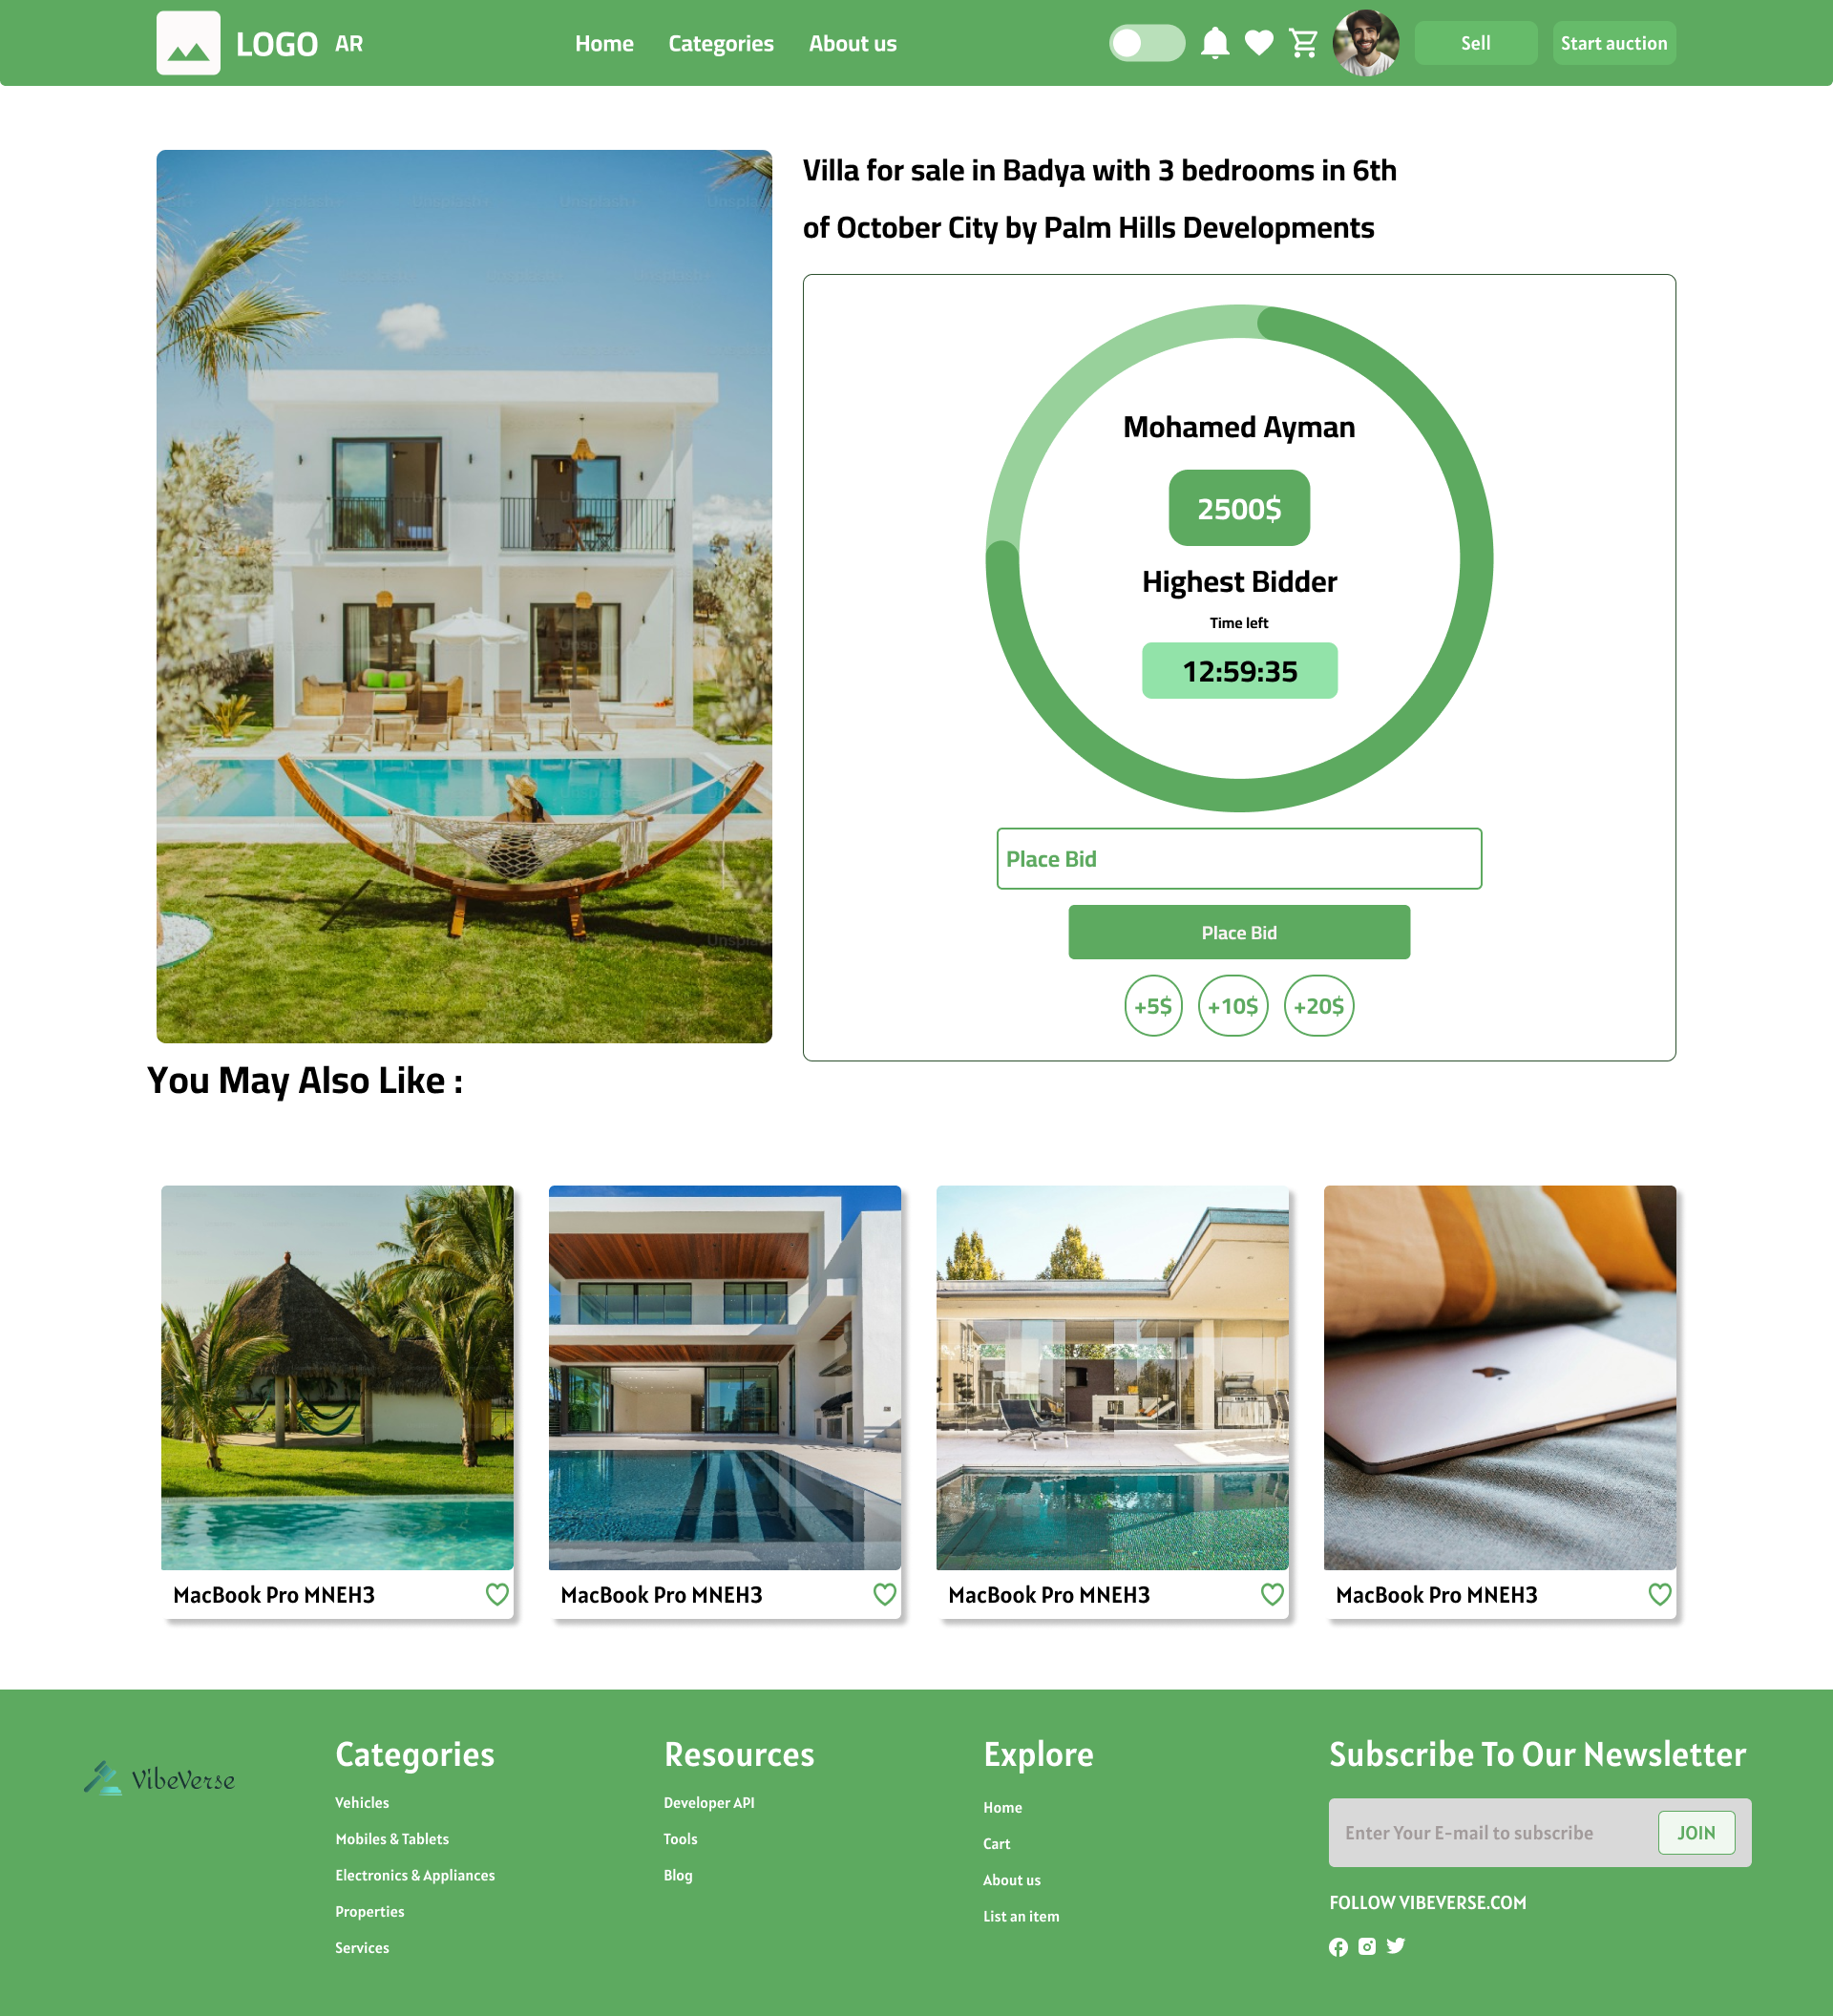 LOGO
AR
Home
Categories
About us
Sell
Start auction
Villa for sale in Badya with 3 bedrooms in 6th
of October City by Palm Hills Developments
Mohamed Ayman
2500$
Highest Bidder
Time left
12:59:35
Place Bid
Place Bid
+5$
+10$
+20$
Unsplash+
You May Also Like :
MacBook Pro MNEH3
MacBook Pro MNEH3
MacBook Pro MNEH3
MacBook Pro MNEH3
VibeVerse
Categories
Vehicles
Mobiles & Tablets
Electronics & Appliances
Properties
Services
Resources
Developer API
Tools
Blog
Explore
Home
Cart
About us
List an item
Subscribe To Our Newsletter
Enter Your E-mail to subscribe
JOIN
FOLLOW VIBEVERSE.COM